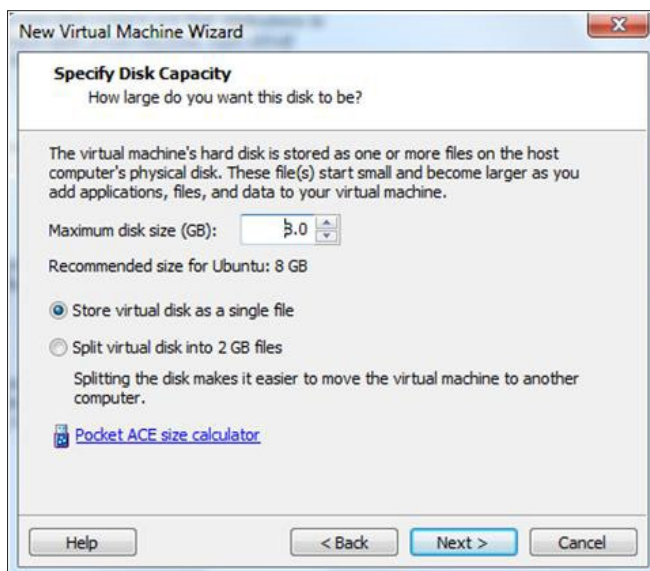 New Virtual Machine Wizard
Specify Disk Capacity
How large do you want this disk to be?
The virtual machine's hard disk is stored as one or more files on the host
computer's physical disk. These file(s) start small and become larger as you
add applications, files, and data to your virtual machine.
Maximum disk size (GB):
Recommended size for Ubuntu: 8 GB
Store virtual disk as a single file
Split virtual disk into 2 GB files
Splitting the disk makes it easier to move the virtual machine to another
computer.
Pocket ACE size calculator
Help < Back Next > Cancel